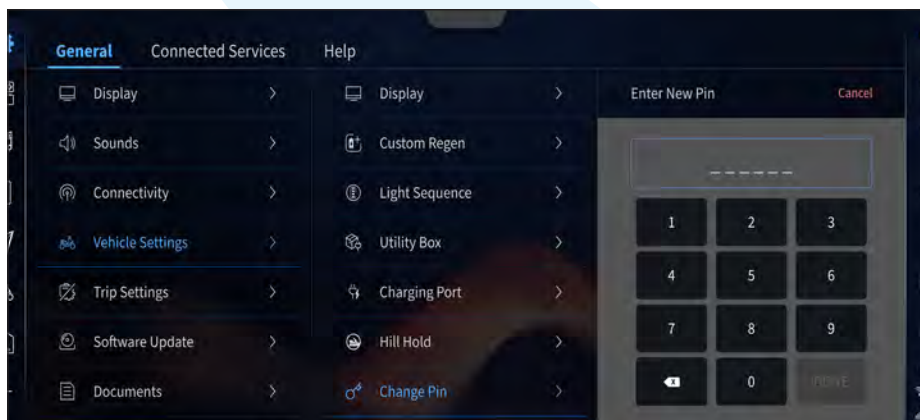 General Connected Services Help
Display
Sounds
Connectivity
Vehicle Settings
Trip Settings
Software Update
Documents
Display
Custom Regen
Light Sequence
Utility Box
Charging Port
Hill Hold
Change Pin
Enter New Pin Cancel
______
1 2 3
4 5 6
7 8 9
0 DONE